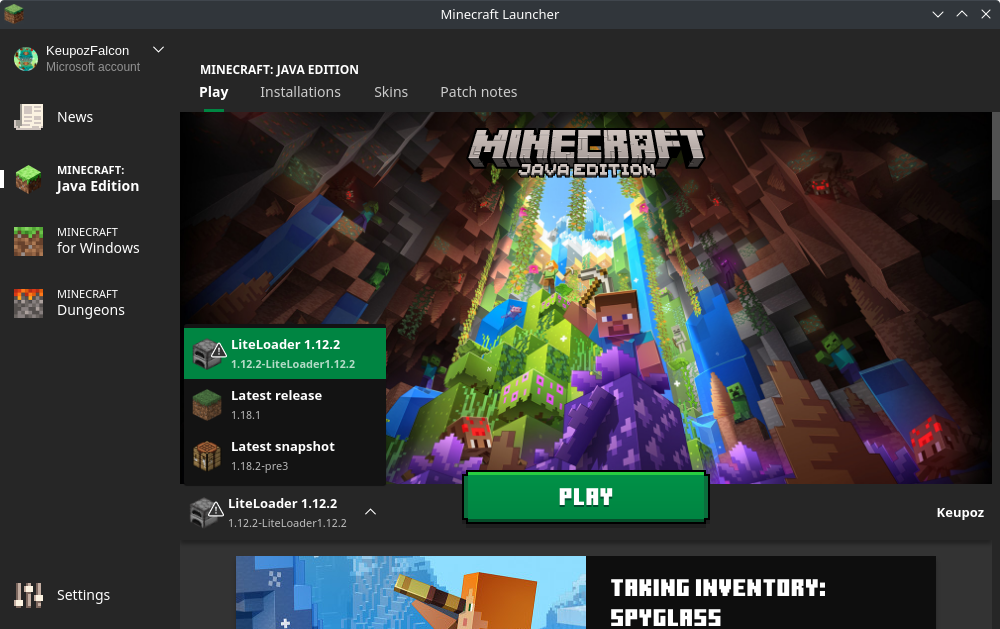 Minecraft Launcher
KeupozFalcon
Microsoft account
News
MINECRAFT:
Java Edition
MINECRAFT
for Windows
MINECRAFT
Dungeons
Settings
MINECRAFT: JAVA EDITION
Play
Installations
Skins
Patch notes
MINECRAFT
JAVA EDITION
LiteLoader 1.12.2
1.12.2-LiteLoader1.12.2
Latest release
1.18.1
Latest snapshot
1.18.2-pre3
LiteLoader 1.12.2
1.12.2-LiteLoader1.12.2
PLAY
Keupoz
TAKING INVENTORY:
SPYGLASS